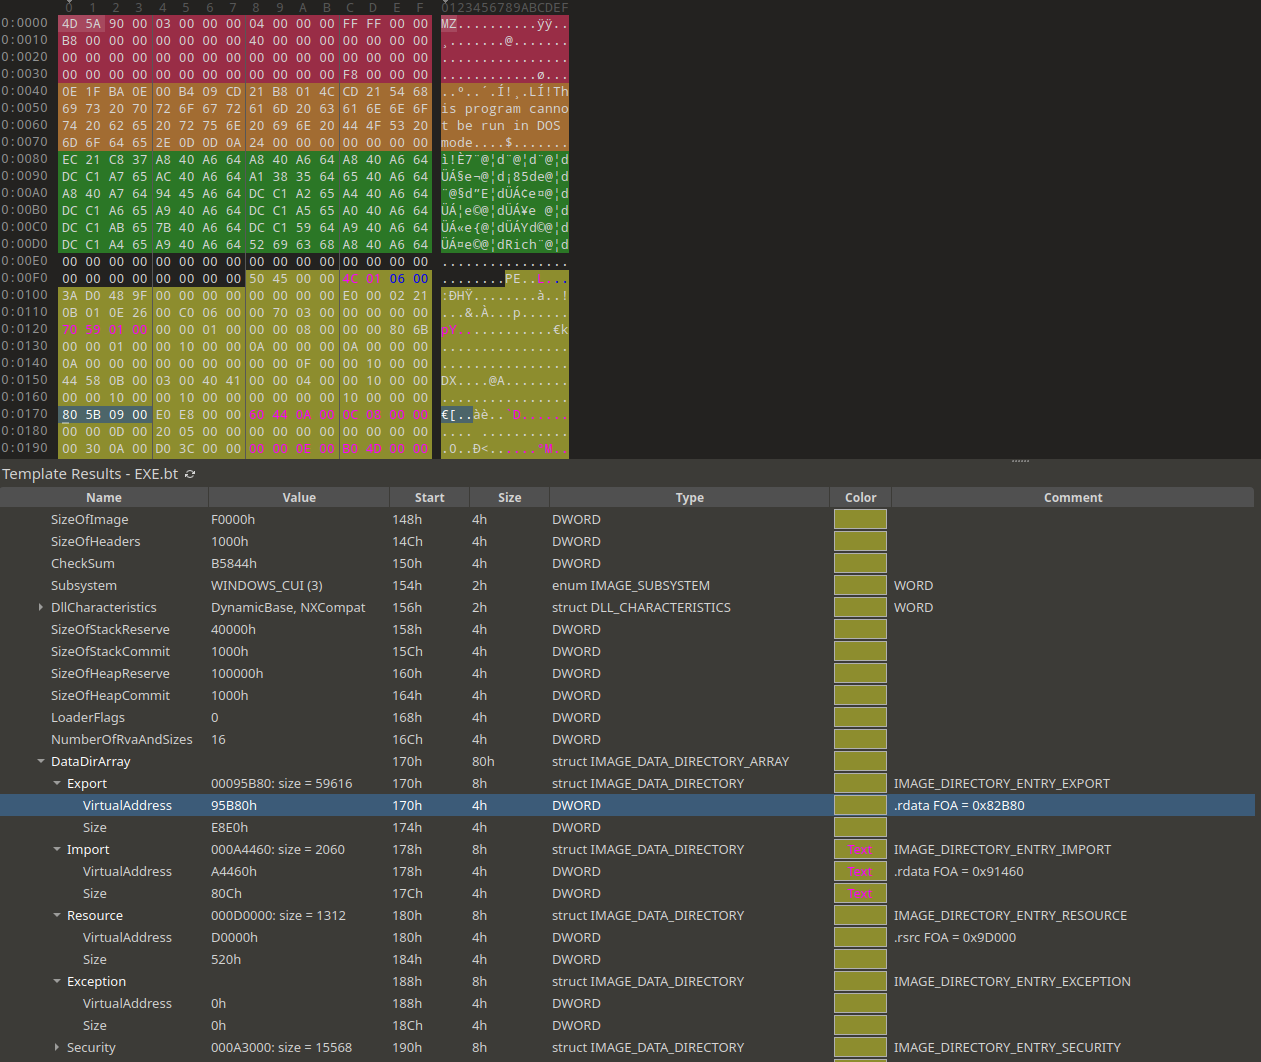 0 1 2 3 4 5 6 7 8 9 A B C D E F 0123456789ABCDEF
0:0000 4D 5A 90 00 03 00 00 00 04 00 00 00 FF FF 00 00 MZ..........ÿÿ..
0:0010 B8 00 00 00 00 00 00 00 40 00 00 00 00 00 00 00 ¸.......@.......
0:0020 00 00 00 00 00 00 00 00 00 00 00 00 00 00 00 00 ................
0:0030 00 00 00 00 00 00 00 00 00 00 00 00 F8 00 00 00 ............ø...
0:0040 0E 1F BA 0E 00 B4 09 CD 21 B8 01 4C CD 21 54 68 ..º..´.Í!¸.LÍ!Th
0:0050 69 73 20 70 72 6F 67 72 61 6D 20 63 61 6E 6E 6F is program canno
0:0060 74 20 62 65 20 72 75 6E 20 69 6E 20 44 4F 53 20 t be run in DOS
0:0070 6D 6F 64 65 2E 0D 0D 0A 24 00 00 00 00 00 00 00 mode....$.......
0:0080 EC 21 C8 37 A8 40 A6 64 A8 40 A6 64 A8 40 A6 64 ì!È7¨@¦d¨@¦d¨@¦d
0:0090 DC C1 A7 65 AC 40 A6 64 A1 38 35 64 65 40 A6 64 ÜÁ§e¬@¦d¡85de@¦d
0:00A0 A8 40 A7 64 94 45 A6 64 DC C1 A2 65 A4 40 A6 64 ¨@§d”E¦dÜÁ¢e¤@¦d
0:00B0 DC C1 A6 65 A9 40 A6 64 DC C1 A5 65 A0 40 A6 64 ÜÁ¦e©@¦dÜÁ¥e @¦d
0:00C0 DC C1 AB 65 7B 40 A6 64 DC C1 59 64 A9 40 A6 64 ÜÁ«e{@¦dÜÁYd©@¦d
0:00D0 DC C1 A4 65 A9 40 A6 64 52 69 63 68 A8 40 A6 64 ÜÁ¤e©@¦dRich¨@¦d
0:00E0 00 00 00 00 00 00 00 00 00 00 00 00 00 00 00 00 ................
0:00F0 00 00 00 00 00 00 00 00 50 45 00 00 4C 01 06 00 ........PE..L...
0:0100 3A D0 48 9F 00 00 00 00 00 00 00 00 E0 00 02 21 :ÐHŸ........à..!
0:0110 0B 01 0E 26 00 C0 06 00 00 70 03 00 00 00 00 00 ...&.À...p......
0:0120 70 59 01 00 00 00 01 00 00 00 08 00 00 00 80 6B pY............€k
0:0130 00 00 01 00 00 10 00 00 0A 00 00 00 0A 00 00 00 ................
0:0140 0A 00 00 00 00 00 00 00 00 00 0F 00 00 10 00 00 ................
0:0150 44 58 0B 00 03 00 40 41 00 00 04 00 00 10 00 00 DX....@A........
0:0160 00 00 10 00 00 10 00 00 00 00 00 00 10 00 00 00 ................
0:0170 80 5B 09 00 E0 E8 00 00 60 44 0A 00 0C 08 00 00 €[..àè..`D......
0:0180 00 00 0D 00 20 05 00 00 00 00 00 00 00 00 00 00 .... ...........
0:0190 00 30 0A 00 D0 3C 00 00 00 00 0E 00 B0 4D 00 00 .0..Ð<......°M..
Template Results - EXE.bt
Name Value Start Size Type Color Comment
SizeOfImage F0000h 148h 4h DWORD
SizeOfHeaders 1000h 14Ch 4h DWORD
CheckSum B5844h 150h 4h DWORD
Subsystem WINDOWS_CUI (3) 154h 2h enum IMAGE_SUBSYSTEM WORD
DllCharacteristics DynamicBase, NXCompat 156h 2h struct DLL_CHARACTERISTICS WORD
SizeOfStackReserve 40000h 158h 4h DWORD
SizeOfStackCommit 1000h 15Ch 4h DWORD
SizeOfHeapReserve 100000h 160h 4h DWORD
SizeOfHeapCommit 1000h 164h 4h DWORD
LoaderFlags 0 168h 4h DWORD
NumberOfRvaAndSizes 16 16Ch 4h DWORD
DataDirArray 170h 80h struct IMAGE_DATA_DIRECTORY_ARRAY
Export 00095B80: size = 59616 170h 8h struct IMAGE_DATA_DIRECTORY IMAGE_DIRECTORY_ENTRY_EXPORT
VirtualAddress 95B80h 170h 4h DWORD .rdata FOA = 0x82B80
Size E8E0h 174h 4h DWORD
Import 000A4460: size = 2060 178h 8h struct IMAGE_DATA_DIRECTORY Text IMAGE_DIRECTORY_ENTRY_IMPORT
VirtualAddress A4460h 178h 4h DWORD Text .rdata FOA = 0x91460
Size 80Ch 17Ch 4h DWORD Text
Resource 000D0000: size = 1312 180h 8h struct IMAGE_DATA_DIRECTORY IMAGE_DIRECTORY_ENTRY_RESOURCE
VirtualAddress D0000h 180h 4h DWORD .rsrc FOA = 0x9D000
Size 520h 184h 4h DWORD
Exception 188h 8h struct IMAGE_DATA_DIRECTORY IMAGE_DIRECTORY_ENTRY_EXCEPTION
VirtualAddress 0h 188h 4h DWORD
Size 0h 18Ch 4h DWORD
Security 000A3000: size = 15568 190h 8h struct IMAGE_DATA_DIRECTORY IMAGE_DIRECTORY_ENTRY_SECURITY